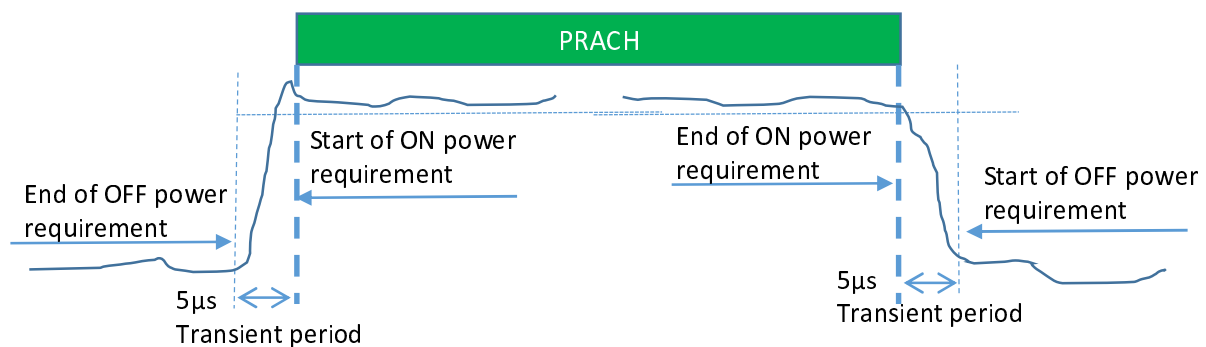 PRACH
Start of ON power
requirement
End of ON power
requirement
End of OFF power
requirement
Start of OFF power
requirement
5µs
Transient period
5µs
Transient period